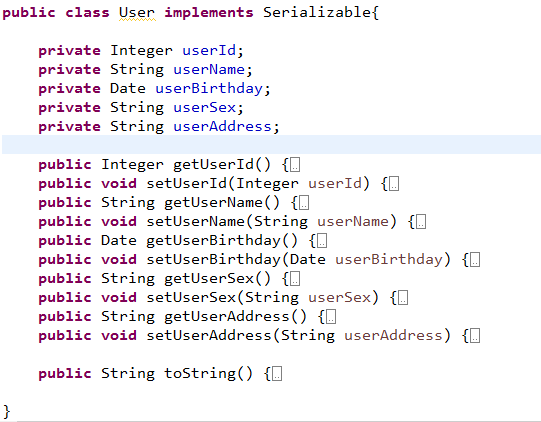 public class User implements Serializable{
private Integer userId;
private String userName;
private Date userBirthday;
private String userSex;
private String userAddress;
public Integer getUserId() {..
public void setUserId(Integer userId) {..
public String getUserName() {..
public void setUserName(String userName) {..
public Date getUserBirthday() {..
public void setUserBirthday(Date userBirthday) {..
public String getUserSex() {..
public void setUserSex(String userSex) {..
public String getUserAddress() {..
public void setUserAddress(String userAddress) {..
public String toString() {..
}